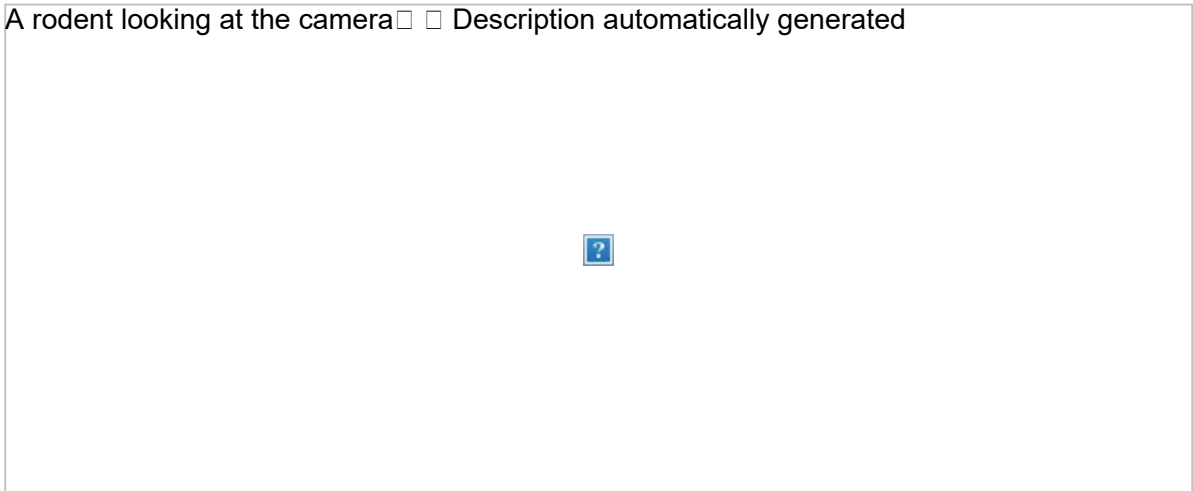 A rodent looking at the camera□ □ Description automatically generated
?